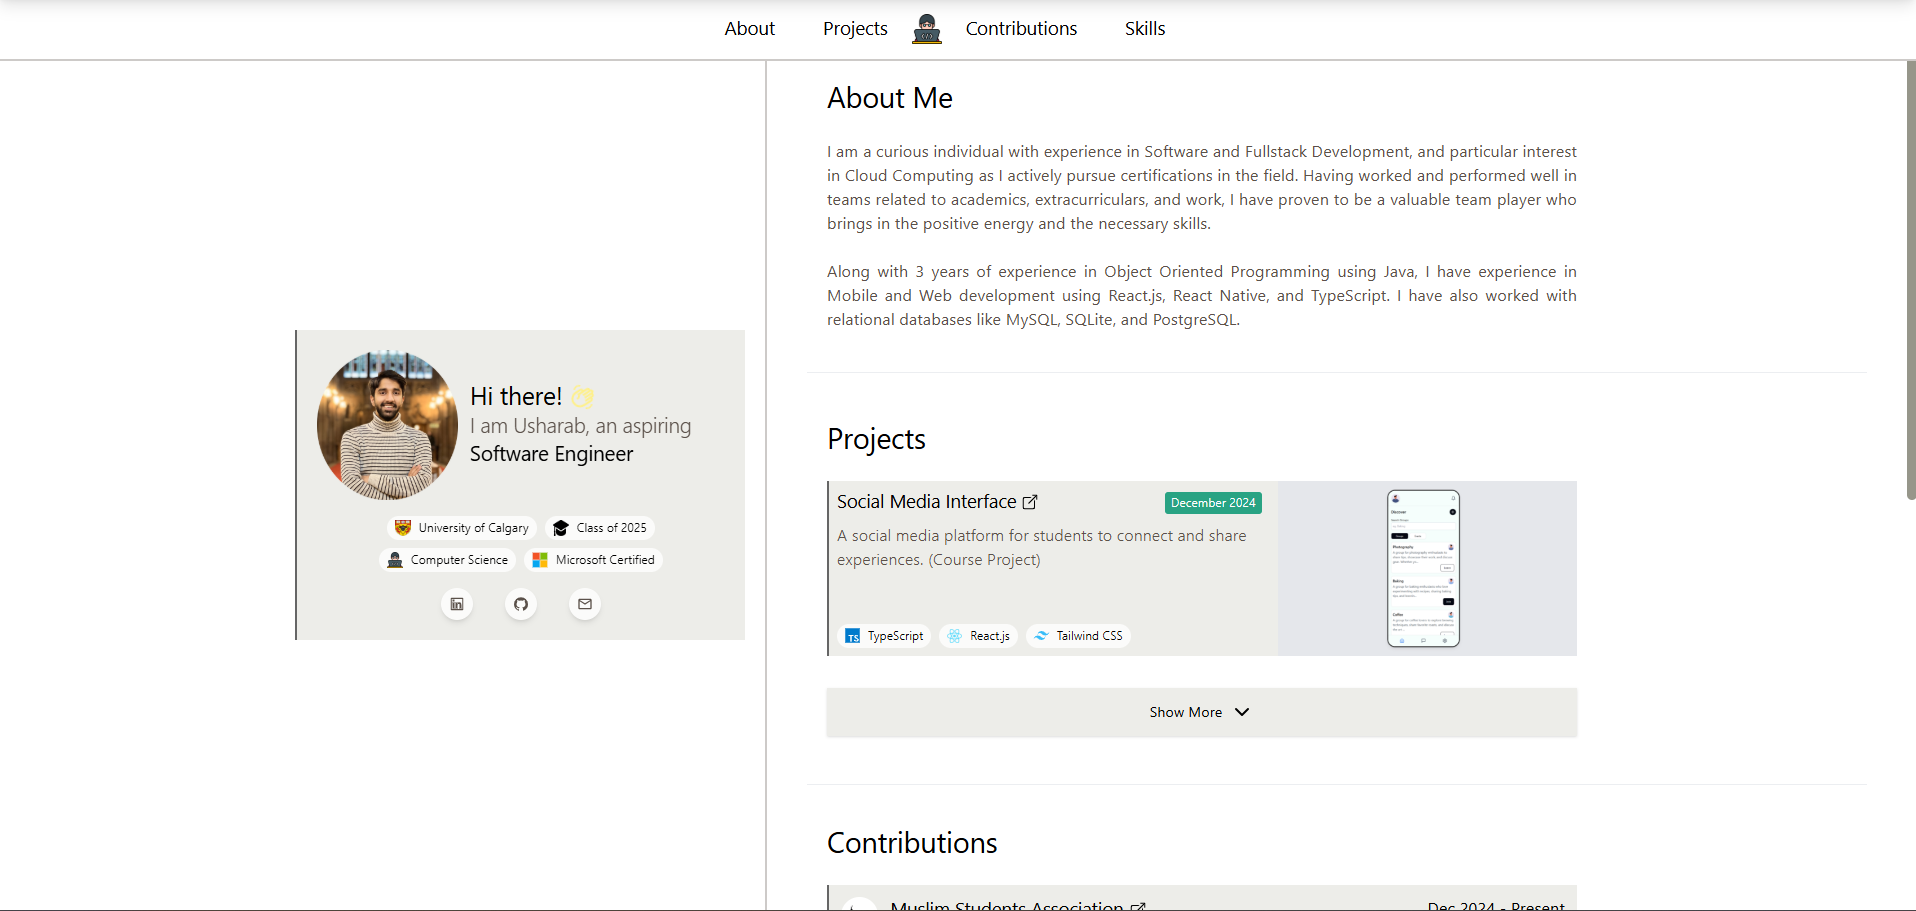 About Projects Contributions Skills
Hi there!
I am Usharab, an aspiring
Software Engineer
University of Calgary Class of 2025
Computer Science Microsoft Certified
About Me
I am a curious individual with experience in Software and Fullstack Development, and particular interest
in Cloud Computing as I actively pursue certifications in the field. Having worked and performed well in
teams related to academics, extracurriculars, and work, I have proven to be a valuable team player who
brings in the positive energy and the necessary skills.
Along with 3 years of experience in Object Oriented Programming using Java, I have experience in
Mobile and Web development using React.js, React Native, and TypeScript. I have also worked with
relational databases like MySQL, SQLite, and PostgreSQL.
Projects
Social Media Interface December 2024
A social media platform for students to connect and share
experiences. (Course Project)
TS TypeScript React.js Tailwind CSS
Discover
Photography
Baking
Coffee
Show More
Contributions
Muslim Students Association Dec 2024 - Present